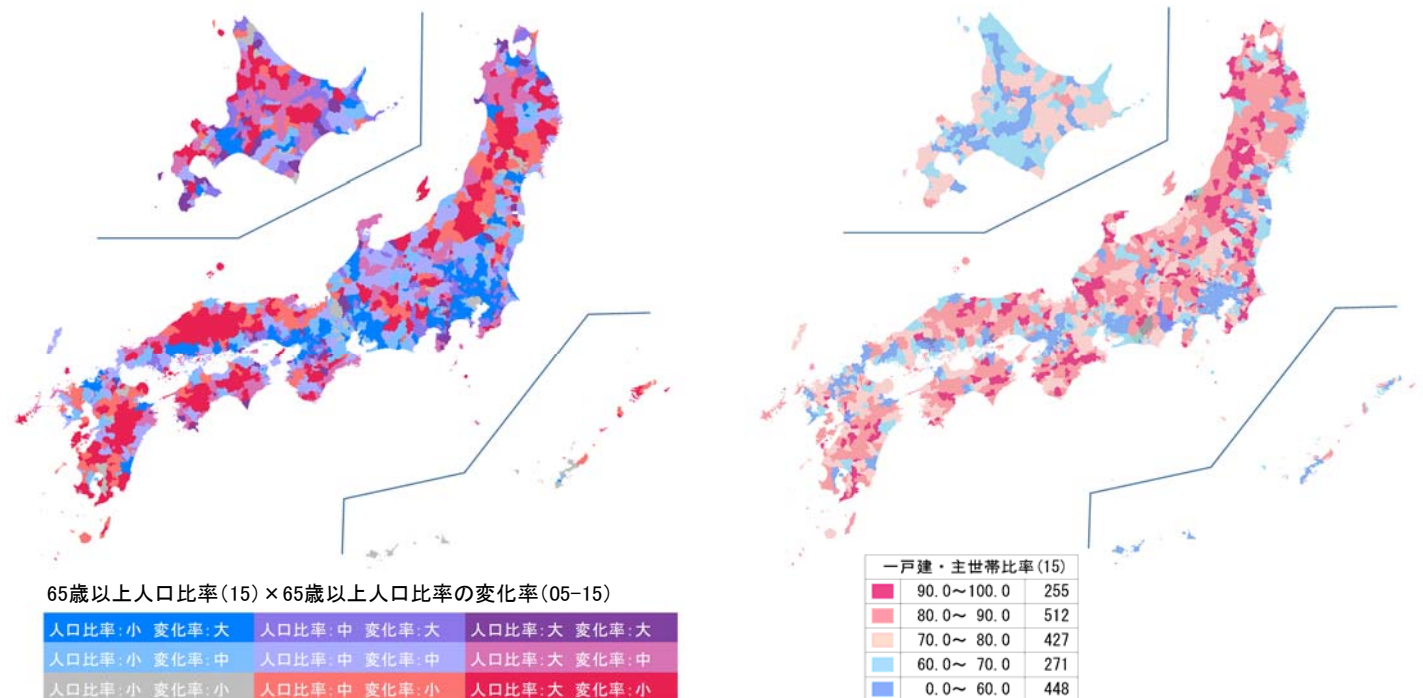 65歳以上人口比率(15)×65歳以上人口比率の変化率(05-15)
人口比率:小 変化率:大 人口比率:中 変化率:大 人口比率:大 変化率:大
人口比率:小 変化率:中 人口比率:中 変化率:中 人口比率:大 変化率:中
人口比率:小 変化率:小 人口比率:中 変化率:小 人口比率:大 変化率:小
一戸建・主世帯比率(15)
90.0～100.0 255
80.0～ 90.0 512
70.0～ 80.0 427
60.0～ 70.0 271
0.0～ 60.0 448